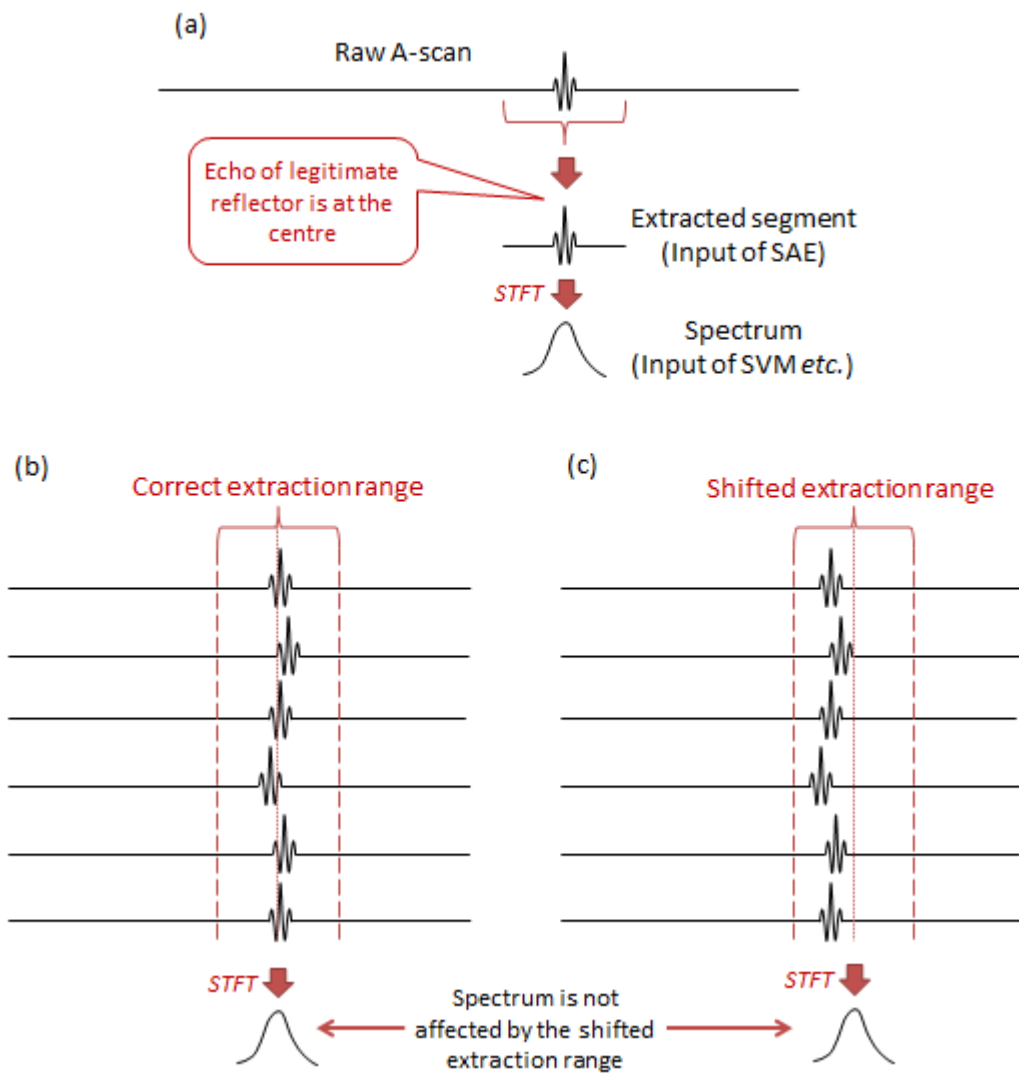 (a)
Raw A-scan
Echo of legitimate
reflector is at the
centre
Extracted segment
(Input of SAE)
STFT
Spectrum
(Input of SVM etc.)
(b)
Correct extraction range
(c)
Shifted extraction range
STFT
STFT
Spectrum is not
affected by the shifted
extraction range